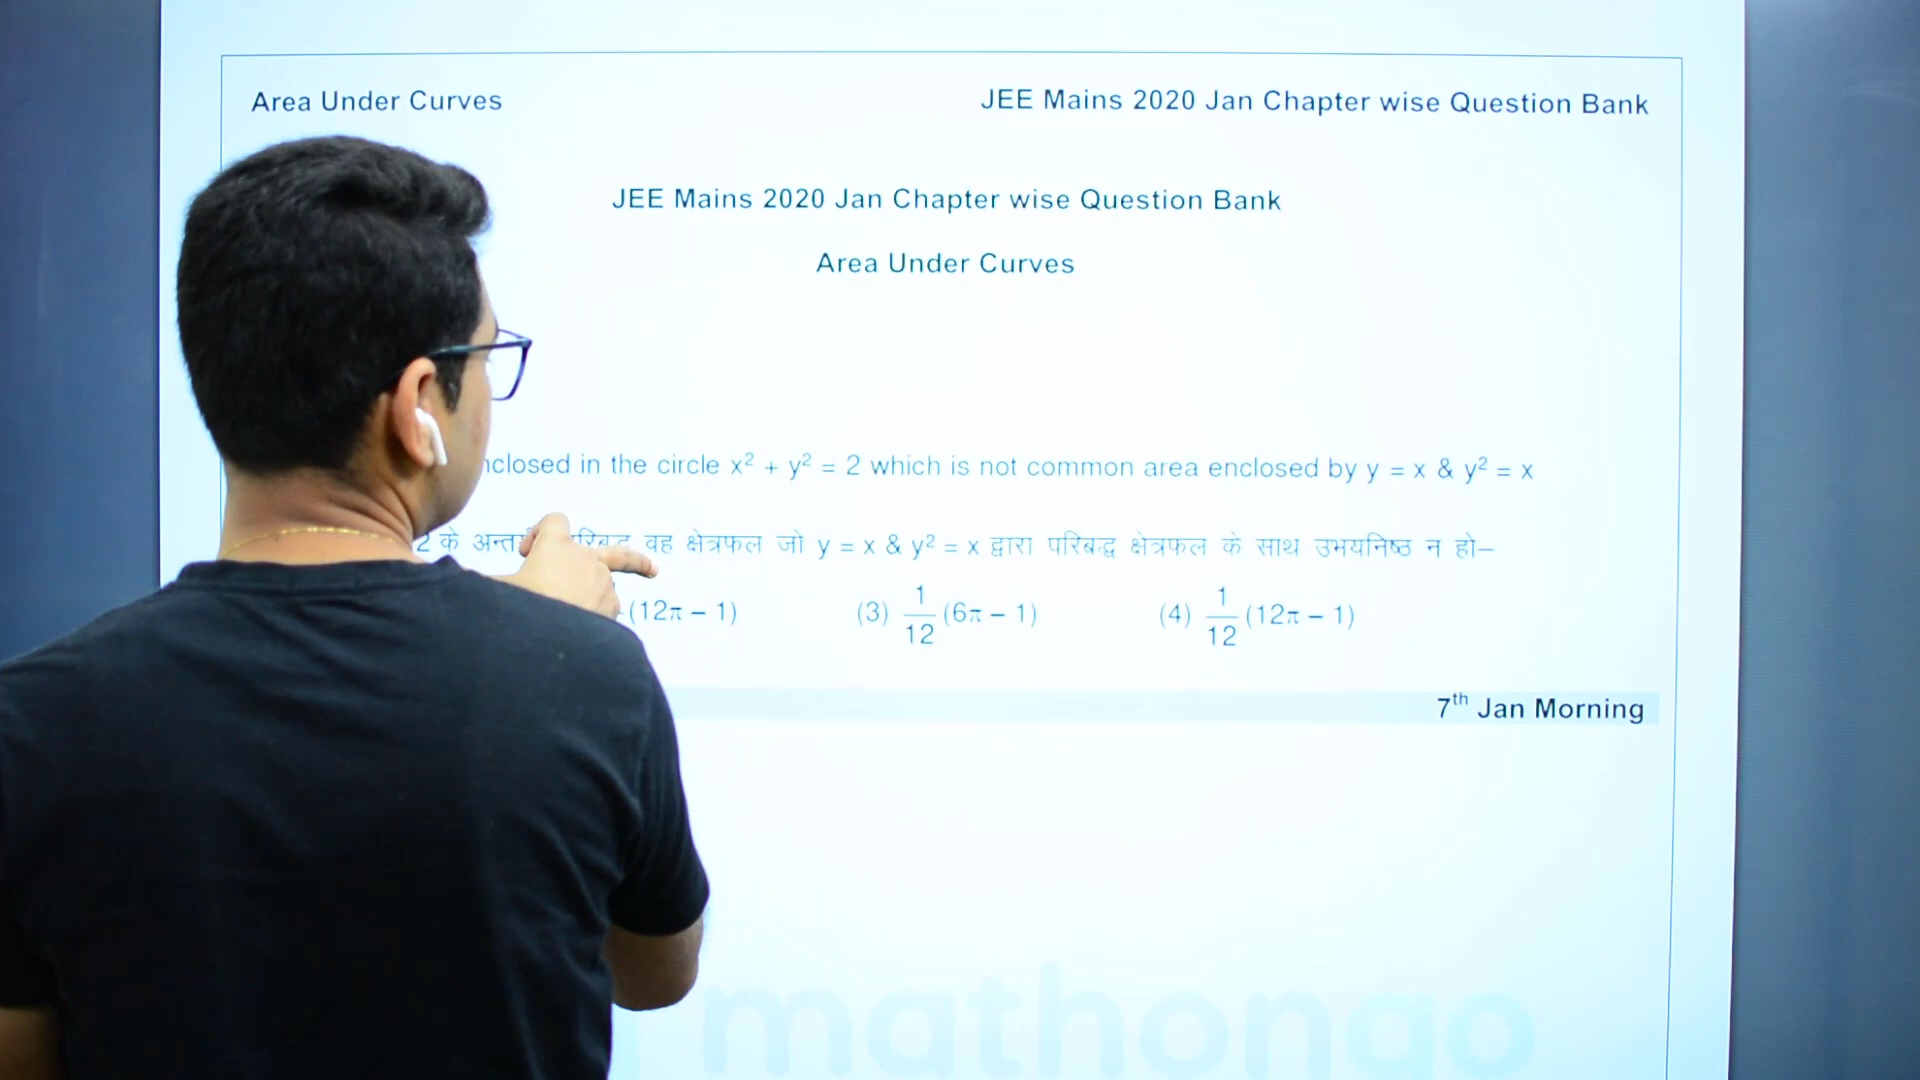 Area Under Curves
JEE Mains 2020 Jan Chapter wise Question Bank
JEE Mains 2020 Jan Chapter wise Question Bank
Area Under Curves
in the circle x² + y² = 2 which is not common area enclosed by y = x & y² = x
2 के वह क्षेत्रफल जो y = x & y² = x द्वारा परिबद्ध क्षेत्रफल के साथ उभयनिष्ठ न हो–
(12π – 1) (3) 1/12 (6π – 1) (4) 1/12 (12π – 1)
7th Jan Morning
mathongo